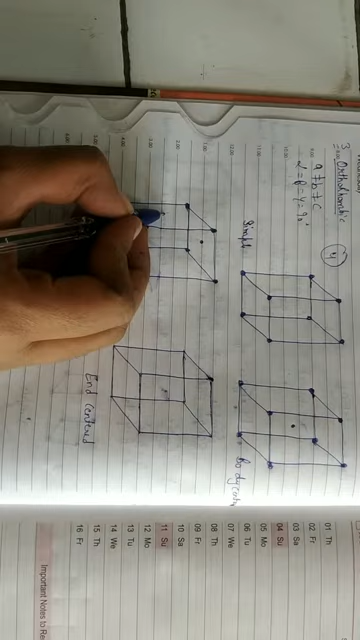 3. Orthorhombic
a ≠ b ≠ c
α = β = γ = 90°
4
Simple
End centered
01 Th
02 Fr
03 Sa
04 Su
05 Mo
06 Tu
07 We
08 Th
09 Fr
10 Sa
11 Su
12 Mo
13 Tu
14 We
15 Th
16 Fr
Important Notes to Re